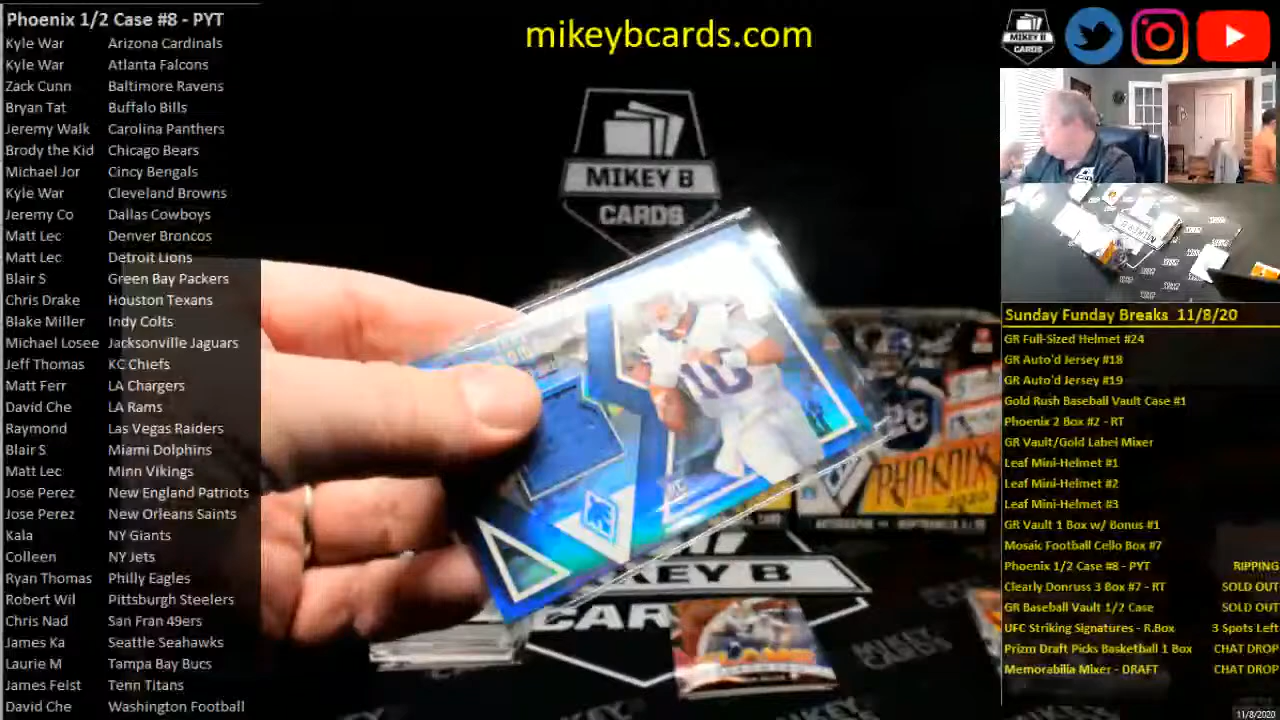 Phoenix 1/2 Case #8 - PYT
Kyle War Arizona Cardinals
Kyle War Atlanta Falcons
Zack Cunn Baltimore Ravens
Bryan Tat Buffalo Bills
Jeremy Walk Carolina Panthers
Brody the Kid Chicago Bears
Michael Jor Cincy Bengals
Kyle War Cleveland Browns
Jeremy Co Dallas Cowboys
Matt Lec Denver Broncos
Matt Lec Detroit Lions
Blair S Green Bay Packers
Chris Drake Houston Texans
Blake Miller Indy Colts
Michael Losee Jacksonville Jaguars
Jeff Thomas KC Chiefs
Matt Ferr LA Chargers
David Che LA Rams
Raymond Las Vegas Raiders
Blair S Miami Dolphins
Matt Lec Minn Vikings
Jose Perez New England Patriots
Jose Perez New Orleans Saints
Kala NY Giants
Colleen NY Jets
Ryan Thomas Philly Eagles
Robert Wil Pittsburgh Steelers
Chris Nad San Fran 49ers
James Ka Seattle Seahawks
Laurie M Tampa Bay Bucs
James Feist Tenn Titans
David Che Washington Football
mikeybcards.com
MIKEY B
CARDS
10
PHOENIX
2020
KEY B
CAR
MIKEY B
CARDS
Sunday Funday Breaks 11/8/20
GR Full-Sized Helmet #24
GR Auto'd Jersey #18
GR Auto'd Jersey #19
Gold Rush Baseball Vault Case #1
Phoenix 2 Box #2 - RT
GR Vault/Gold Label Mixer
Leaf Mini-Helmet #1
Leaf Mini-Helmet #2
Leaf Mini-Helmet #3
GR Vault 1 Box w/ Bonus #1
Mosaic Football Cello Box #7
Phoenix 1/2 Case #8 - PYT RIPPING
Clearly Donruss 3 Box #7 - RT SOLD OUT
GR Baseball Vault 1/2 Case SOLD OUT
UFC Striking Signatures - R.Box 3 Spots Left
Prizm Draft Picks Basketball 1 Box CHAT DROP
Memorabilia Mixer - DRAFT CHAT DROP
11/8/2020